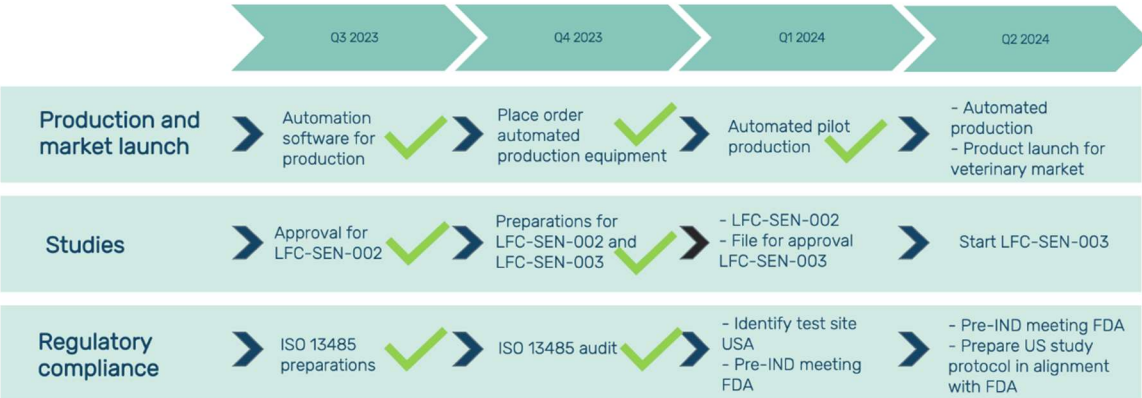 Q3 2023
Q4 2023
Q1 2024
Q2 2024
Production and
market launch
Automation
software for
production
Place order
automated
production equipment
Automated pilot
production
- Automated
production
- Product launch for
veterinary market
Studies
Approval for
LFC-SEN-002
Preparations for
LFC-SEN-002 and
LFC-SEN-003
- LFC-SEN-002
- File for approval
LFC-SEN-003
Start LFC-SEN-003
Regulatory
compliance
ISO 13485
preparations
ISO 13485 audit
- Identify test site
USA
- Pre-IND meeting
FDA
- Pre-IND meeting FDA
- Prepare US study
protocol in alignment
with FDA